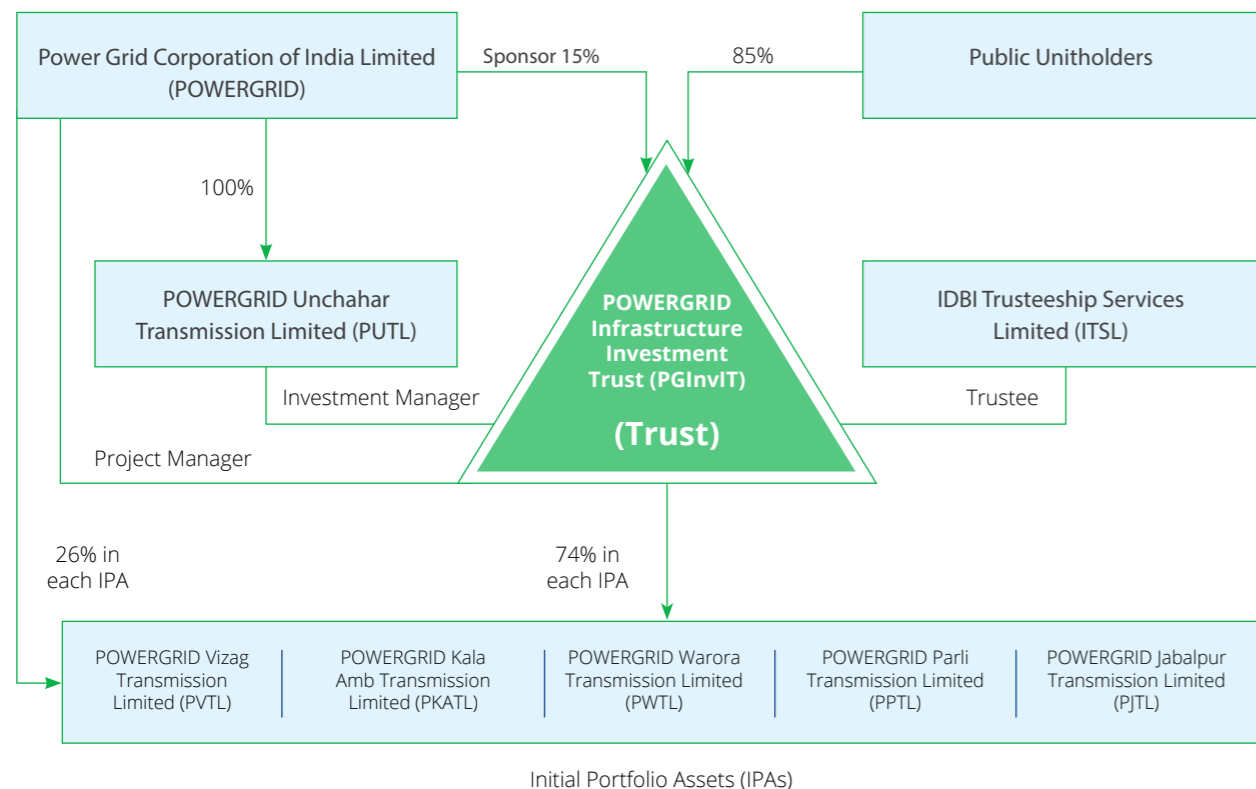 Power Grid Corporation of India Limited
(POWERGRID)
Sponsor 15%
85%
Public Unitholders
100%
POWERGRID Unchahar
Transmission Limited (PUTL)
POWERGRID
Infrastructure
Investment
Trust (PGInvIT)
(Trust)
IDBI Trusteeship Services
Limited (ITSL)
Investment Manager
Trustee
Project Manager
26% in
each IPA
74% in
each IPA
POWERGRID Vizag
Transmission
Limited (PVTL)
POWERGRID Kala
Amb Transmission
Limited (PKATL)
POWERGRID Warora
Transmission Limited
(PWTL)
POWERGRID Parli
Transmission Limited
(PPTL)
POWERGRID Jabalpur
Transmission Limited
(PJTL)
Initial Portfolio Assets (IPAs)